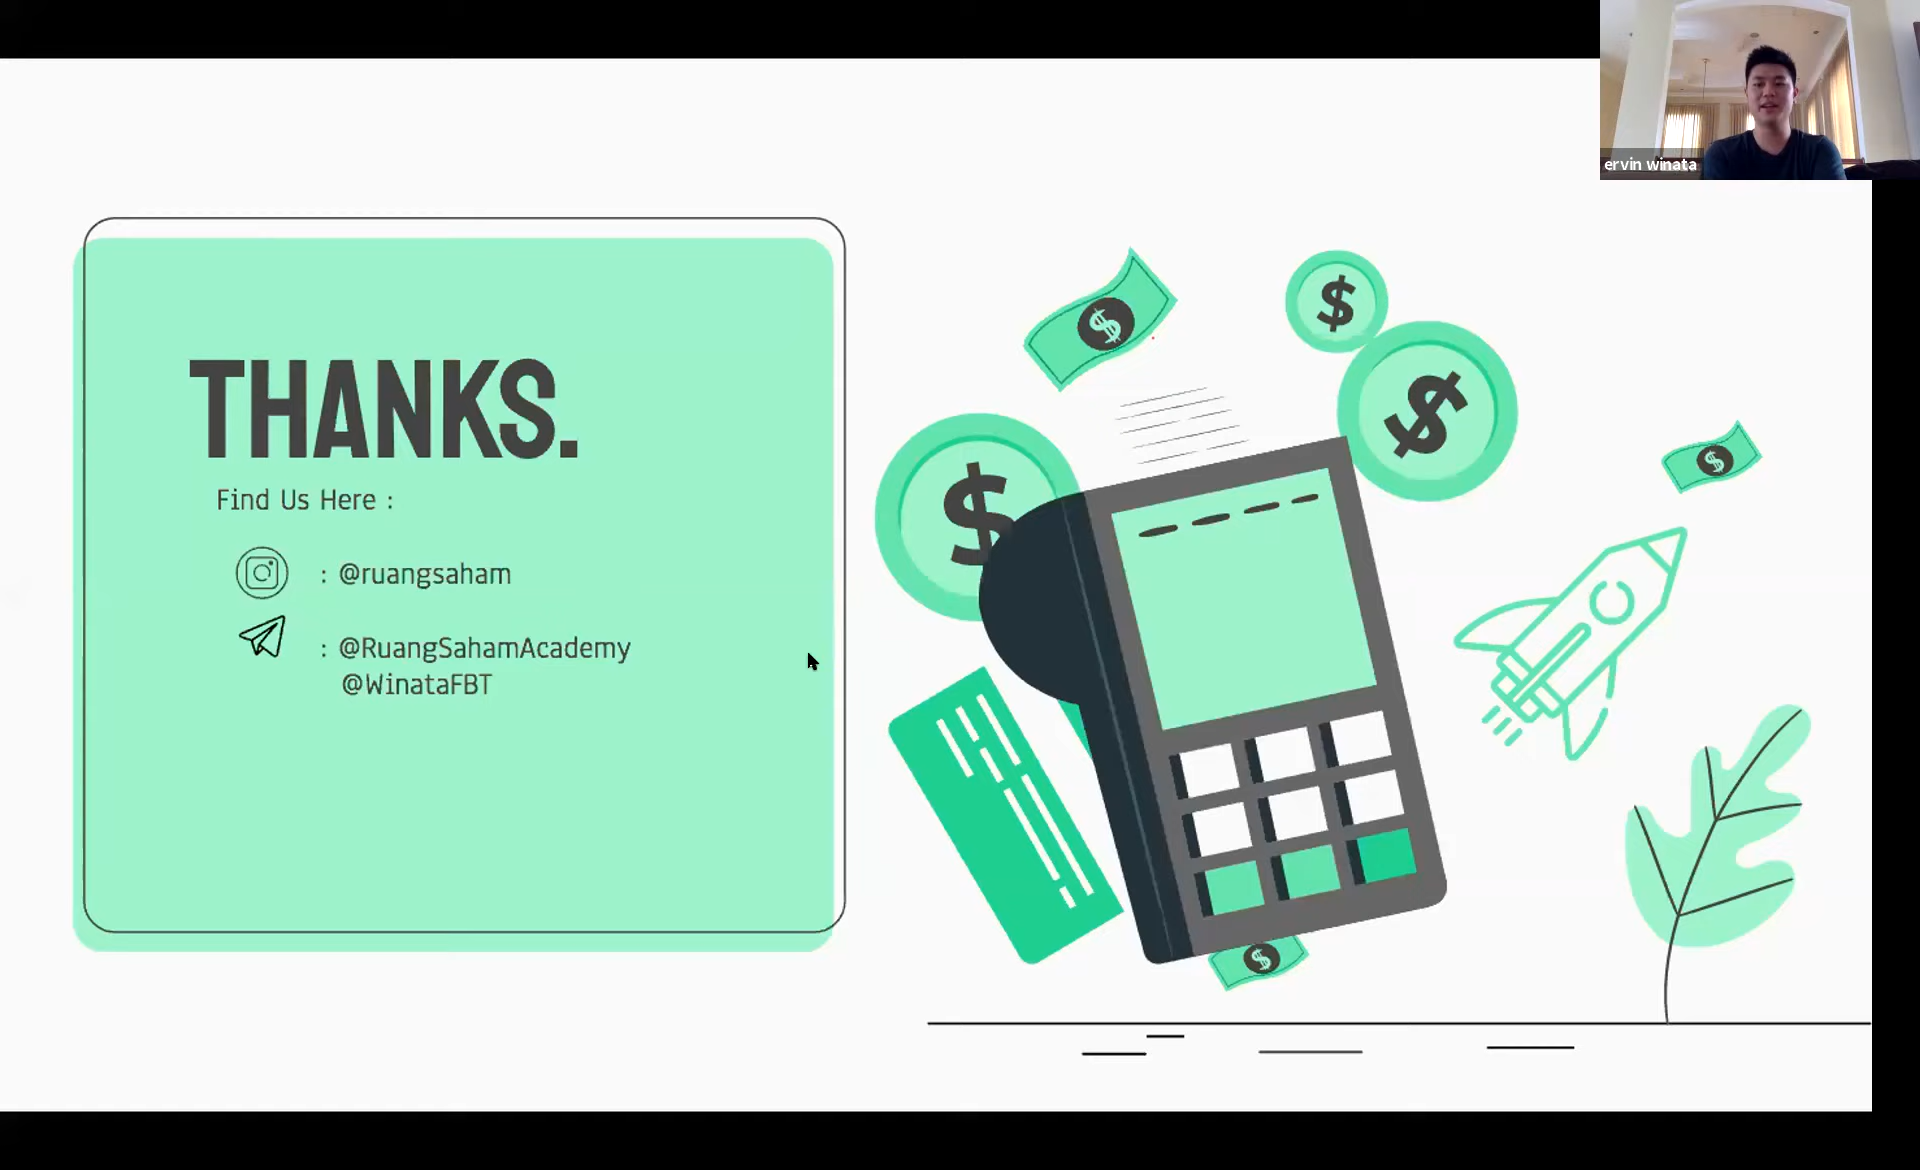 ervin winata
THANKS.
Find Us Here :
: @ruangsaham
: @RuangSahamAcademy
@WinataFBT
$
$
$
$
$
$